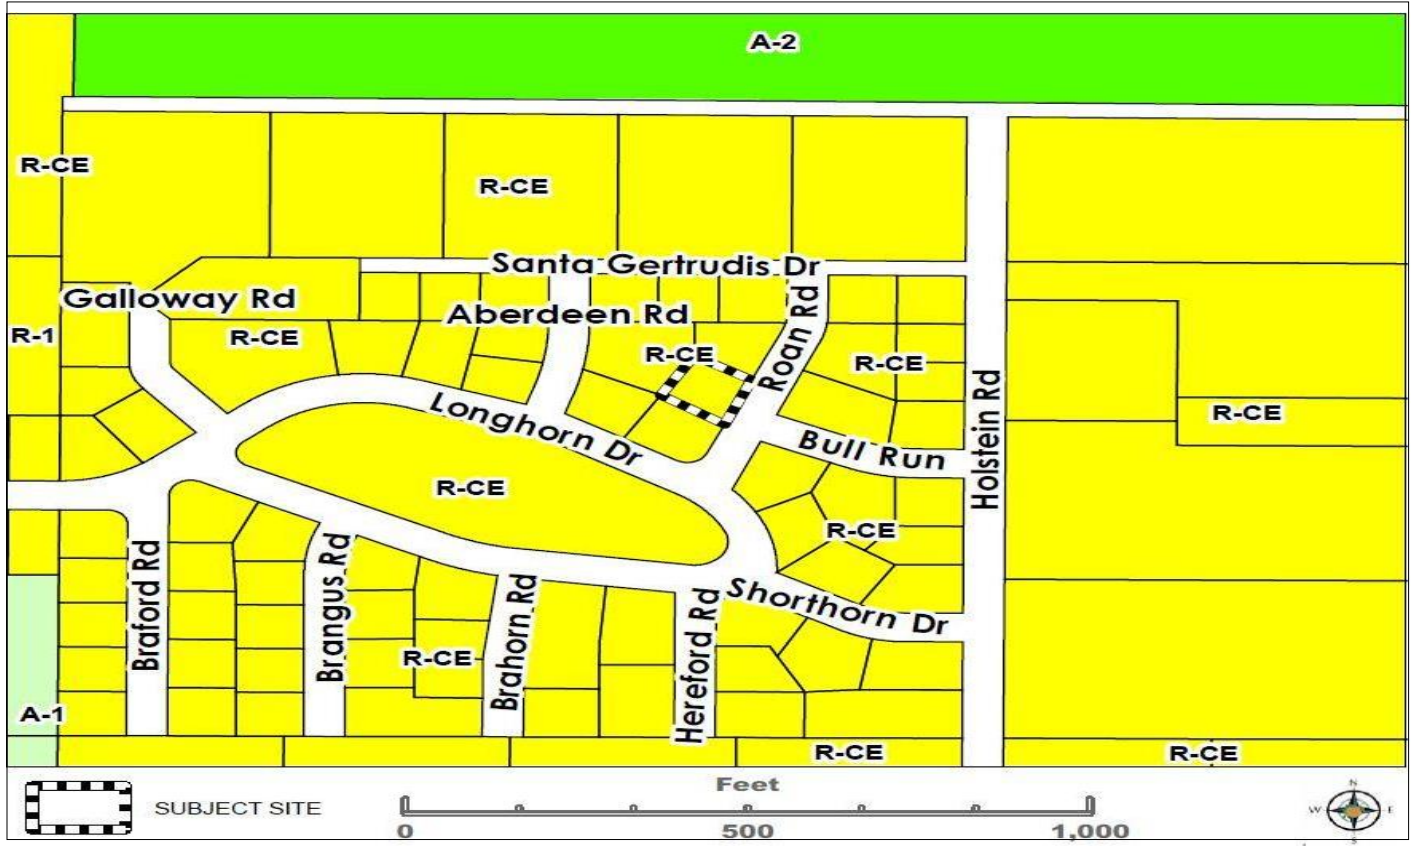 A-2
R-CE
R-CE
Santa Gertrudis Dr
Galloway Rd
Aberdeen Rd
Roan Rd
R-1
R-CE
R-CE
R-CE
Longhorn Dr
Holstein Rd
R-CE
Bull Run
R-CE
R-CE
Braford Rd
Brangus Rd
Brahorn Rd
Hereford Rd
Shorthorn Dr
R-CE
A-1
R-CE
R-CE
SUBJECT SITE
Feet
0 500 1,000
N
W E
S